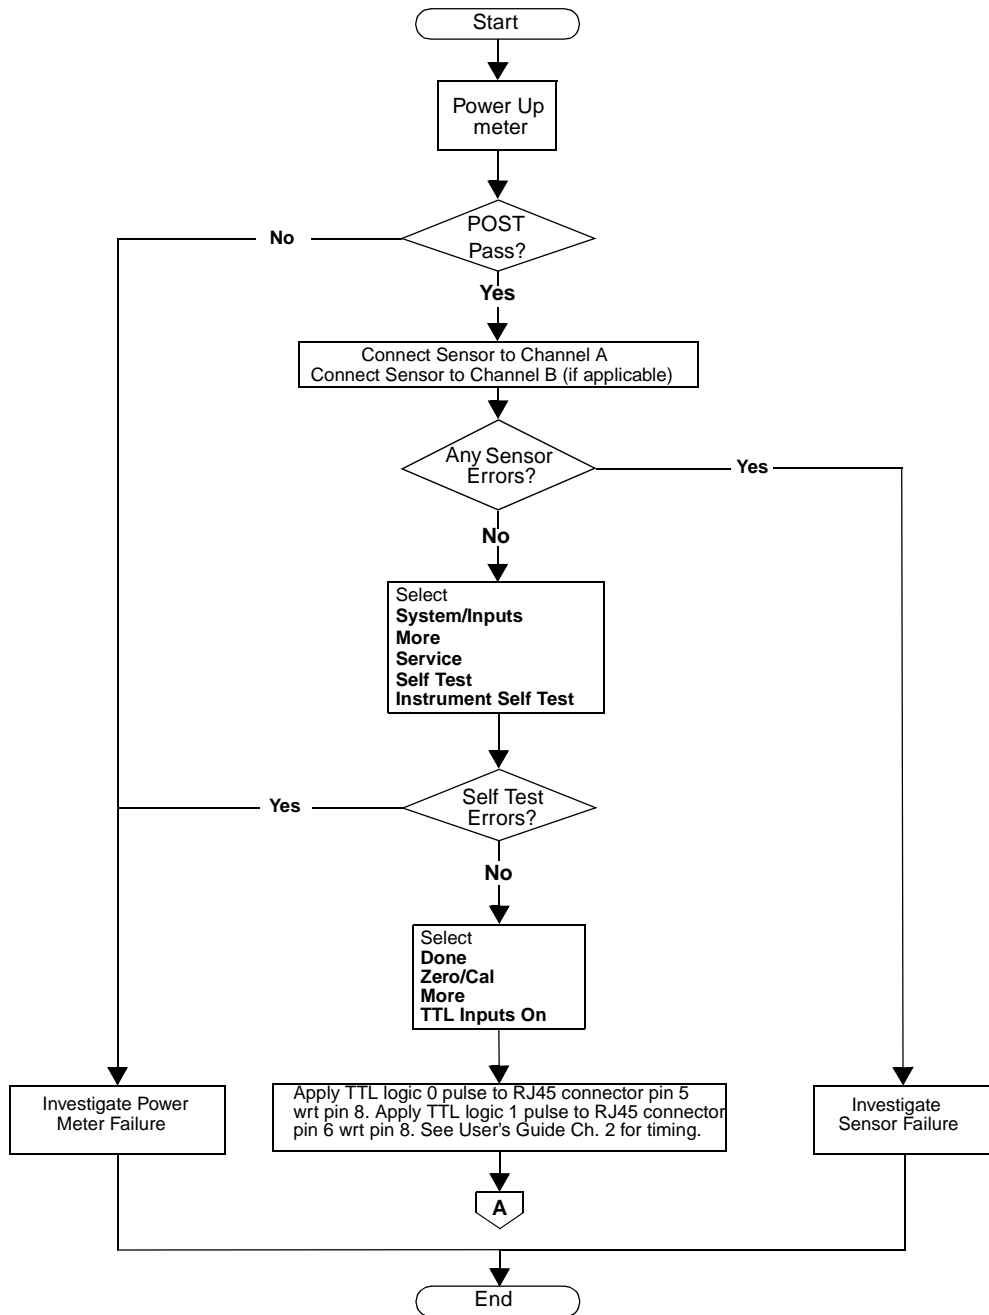 Start
Power Up
meter
POST
Pass?
No
Yes
Connect Sensor to Channel A
Connect Sensor to Channel B (if applicable)
Any Sensor
Errors?
Yes
No
Select
System/Inputs
More
Service
Self Test
Instrument Self Test
Self Test
Errors?
Yes
No
Select
Done
Zero/Cal
More
TTL Inputs On
Apply TTL logic 0 pulse to RJ45 connector pin 5
wrt pin 8. Apply TTL logic 1 pulse to RJ45 connector
pin 6 wrt pin 8. See User's Guide Ch. 2 for timing.
Investigate Power
Meter Failure
Investigate
Sensor Failure
A
End